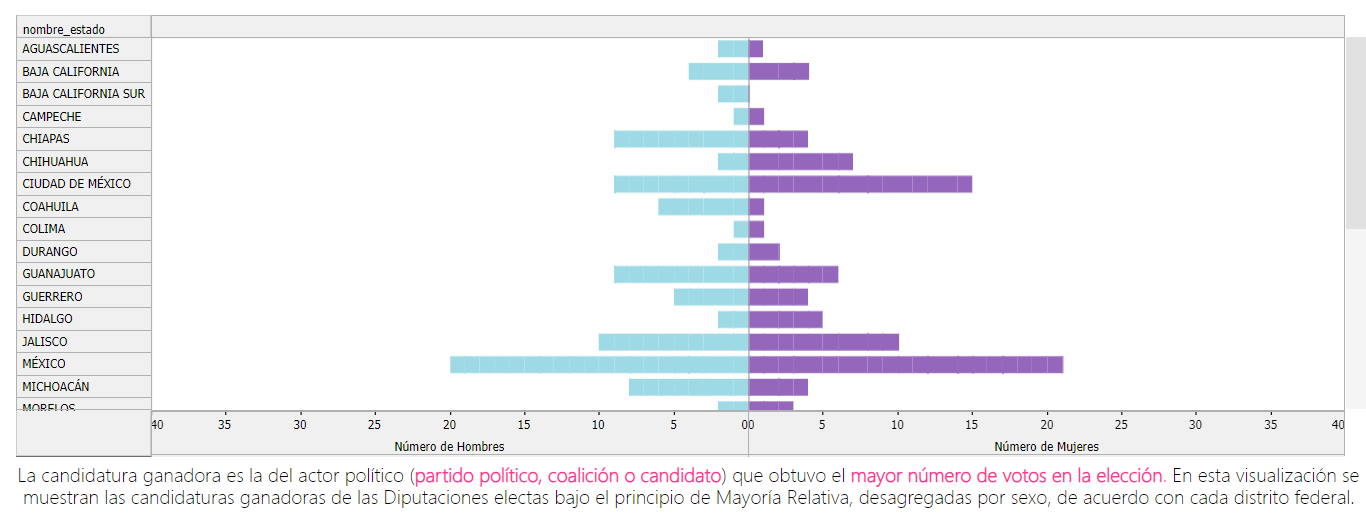 nombre_estado
AGUASCALIENTES
BAJA CALIFORNIA
BAJA CALIFORNIA SUR
CAMPECHE
CHIAPAS
CHIHUAHUA
CIUDAD DE MÉXICO
COAHUILA
COLIMA
DURANGO
GUANAJUATO
GUERRERO
HIDALGO
JALISCO
MÉXICO
MICHOACÁN
MORELOS
40 35 30 25 20 15 10 5 00 5 10 15 20 25 30 35 40
Número de Hombres Número de Mujeres
La candidatura ganadora es la del actor político (partido político, coalición o candidato) que obtuvo el mayor número de votos en la elección. En esta visualización se
muestran las candidaturas ganadoras de las Diputaciones electas bajo el principio de Mayoría Relativa, desagregadas por sexo, de acuerdo con cada distrito federal.